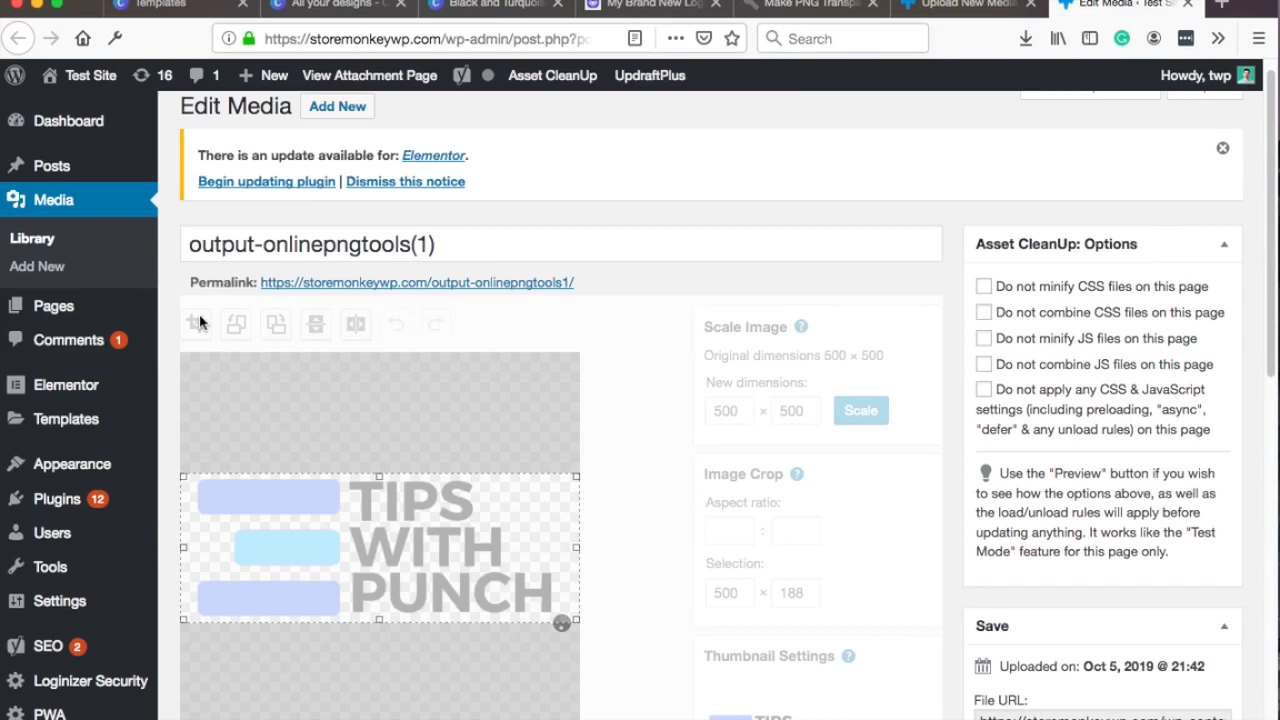 Templates
All your designs - C
Black and Turquois
My Brand New Log
Make PNG Transpa
Upload New Media
Edit Media ‹ Test Si
https://storemonkeywp.com/wp-admin/post.php?po
Search
Test Site
16
1
New
View Attachment Page
Asset CleanUp
UpdraftPlus
Howdy, twp
Dashboard
Posts
Media
Library
Add New
Pages
Comments 1
Elementor
Templates
Appearance
Plugins 12
Users
Tools
Settings
SEO 2
Loginizer Security
PWA
Edit Media
Add New
There is an update available for: Elementor.
Begin updating plugin | Dismiss this notice
output-onlinepngtools(1)
Permalink: https://storemonkeywp.com/output-onlinepngtools1/
TIPS
WITH
PUNCH
Scale Image ?
Original dimensions 500 × 500
New dimensions:
500 × 500 Scale
Image Crop ?
Aspect ratio:
:
Selection:
500 × 188
Thumbnail Settings ?
TIPS
Asset CleanUp: Options
Do not minify CSS files on this page
Do not combine CSS files on this page
Do not minify JS files on this page
Do not combine JS files on this page
Do not apply any CSS & JavaScript
settings (including preloading, "async",
"defer" & any unload rules) on this page
Use the "Preview" button if you wish
to see how the options above, as well as
the load/unload rules will apply before
updating anything. It works like the "Test
Mode" feature for this page only.
Save
Uploaded on: Oct 5, 2019 @ 21:42
File URL: